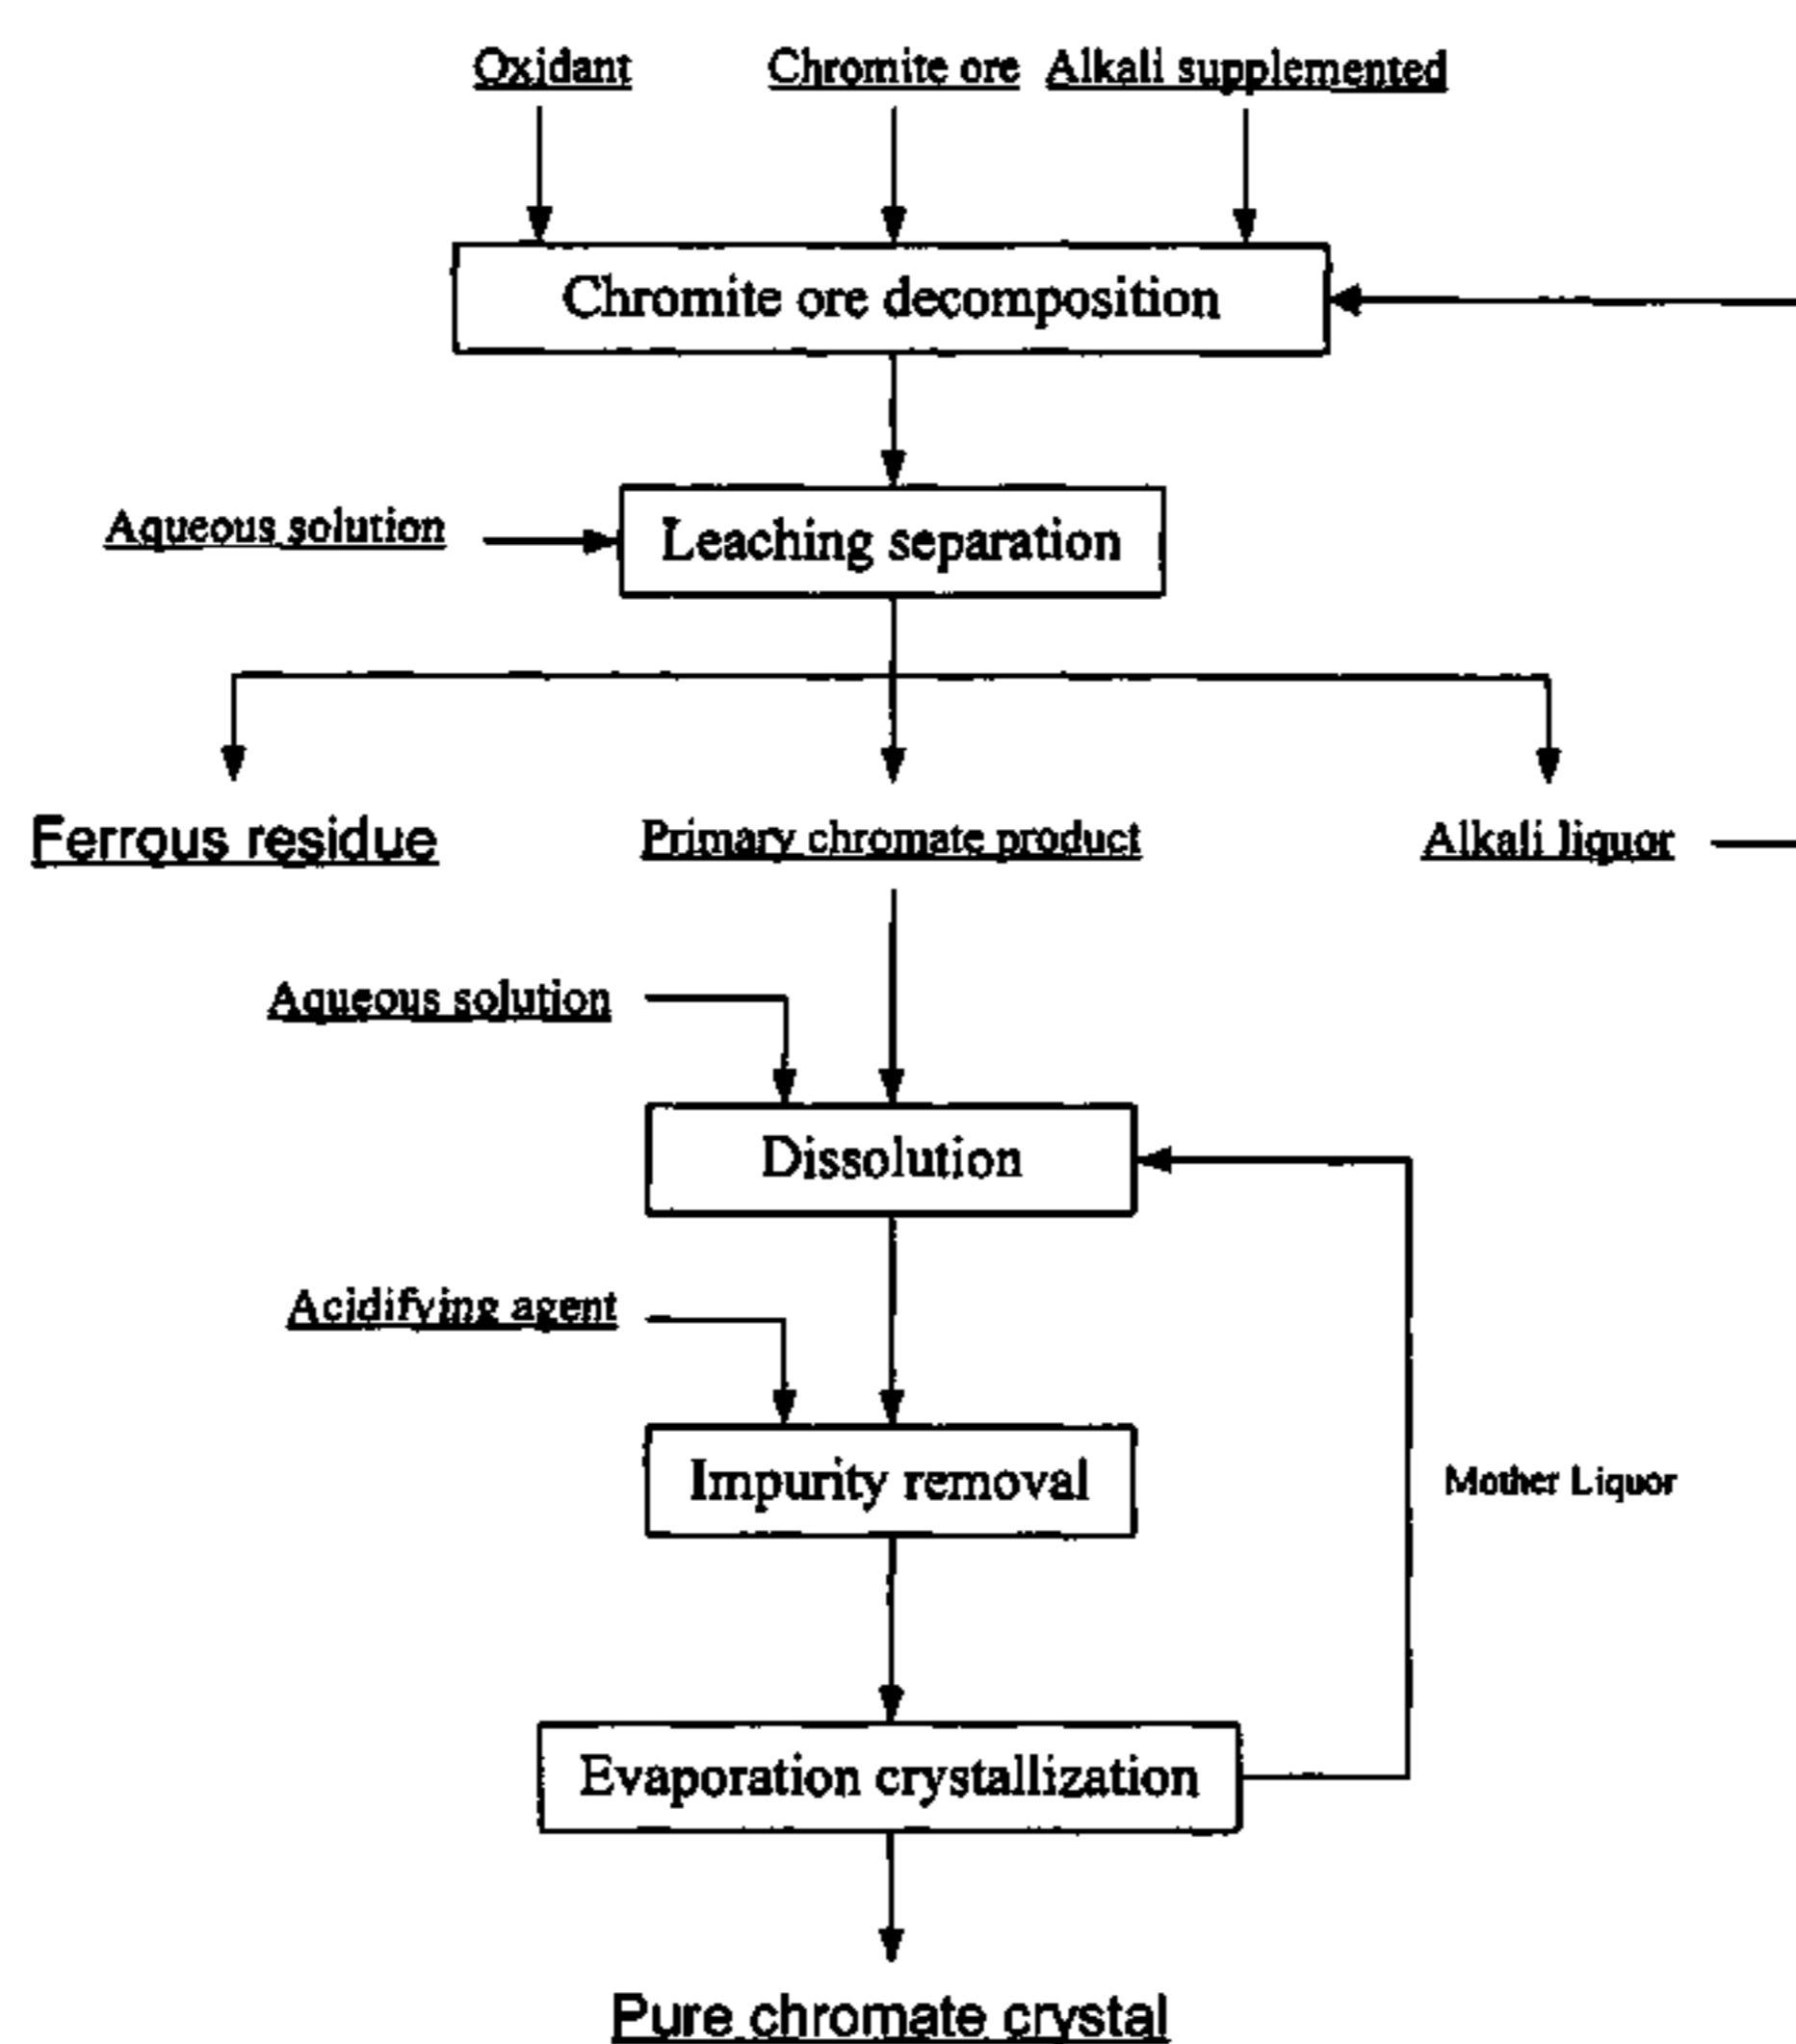 Oxidant
Chromite ore
Alkali supplemented
Chromite ore decomposition
Aqueous solution
Leaching separation
Ferrous residue
Primary chromate product
Alkali liquor
Aqueous solution
Dissolution
Acidifying agent
Impurity removal
Mother Liquor
Evaporation crystallization
Pure chromate crystal